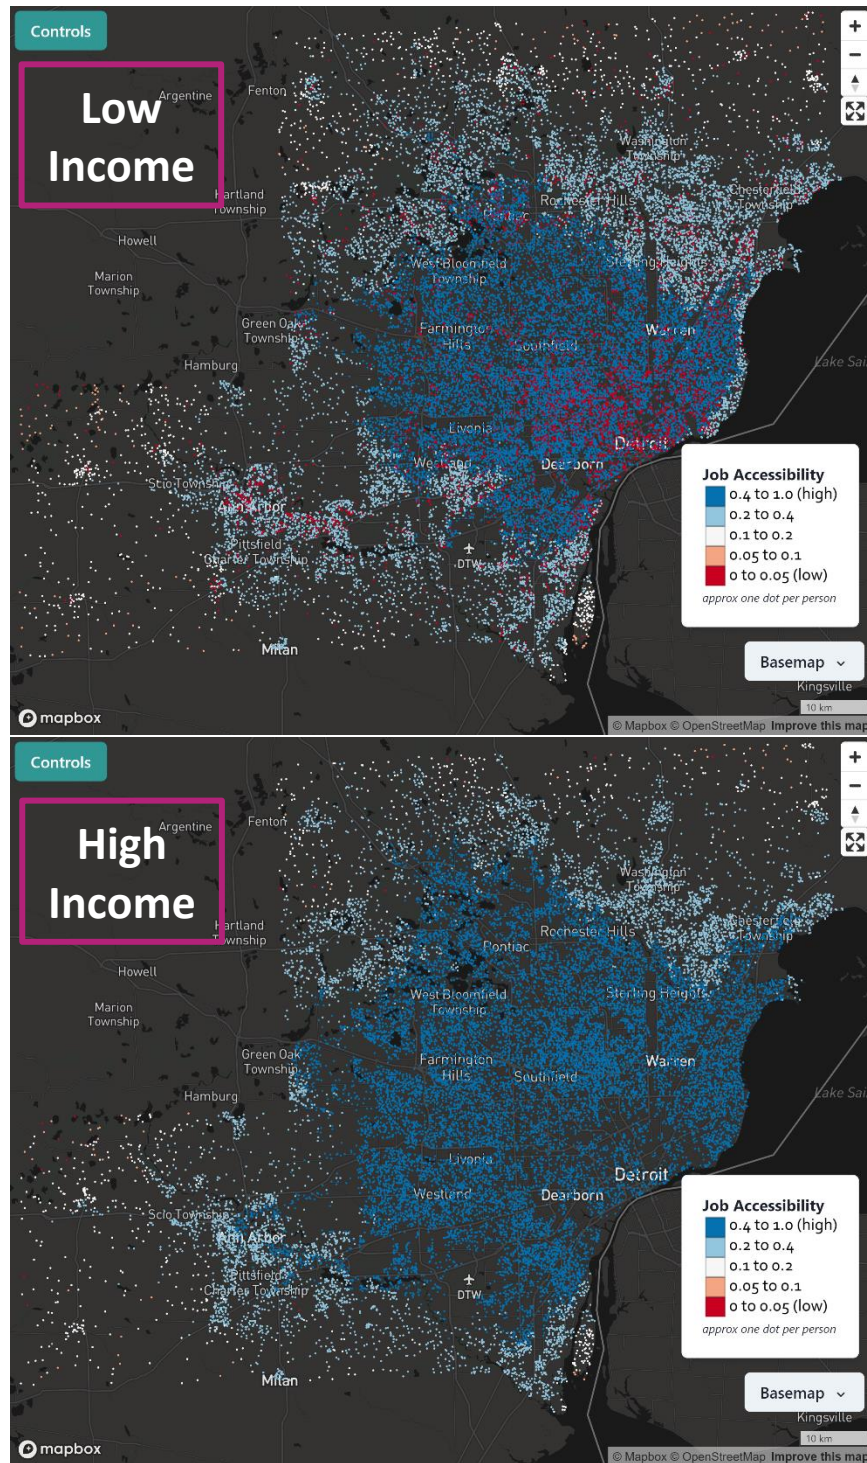 Controls
Low
Income
Argentine
Fenton
Washington
Township
Hartland
Township
Rochester Hills
Chesterfield
Township
Pontiac
Howell
West Bloomfield
Township
Sterling Heights
Marion
Township
Green Oak
Township
Farmington
Hills
Southfield
Warren
Hamburg
Lake Sai
Livonia
Detroit
Scio Township
Westland
Dearborn
Ann Arbor
Pittsfield
Charter Township
DTW
Milan
Job Accessibility
0.4 to 1.0 (high)
0.2 to 0.4
0.1 to 0.2
0.05 to 0.1
0 to 0.05 (low)
approx one dot per person
Basemap
Kingsville
10 km
mapbox
© Mapbox © OpenStreetMap Improve this map
Controls
High
Income
Argentine
Fenton
Washington
Township
Hartland
Township
Rochester Hills
Chesterfield
Township
Pontiac
Howell
West Bloomfield
Township
Sterling Heights
Marion
Township
Green Oak
Township
Farmington
Hills
Southfield
Warren
Hamburg
Lake Sai
Livonia
Detroit
Scio Township
Westland
Dearborn
Ann Arbor
Pittsfield
Charter Township
DTW
Milan
Job Accessibility
0.4 to 1.0 (high)
0.2 to 0.4
0.1 to 0.2
0.05 to 0.1
0 to 0.05 (low)
approx one dot per person
Basemap
Kingsville
10 km
mapbox
© Mapbox © OpenStreetMap Improve this map